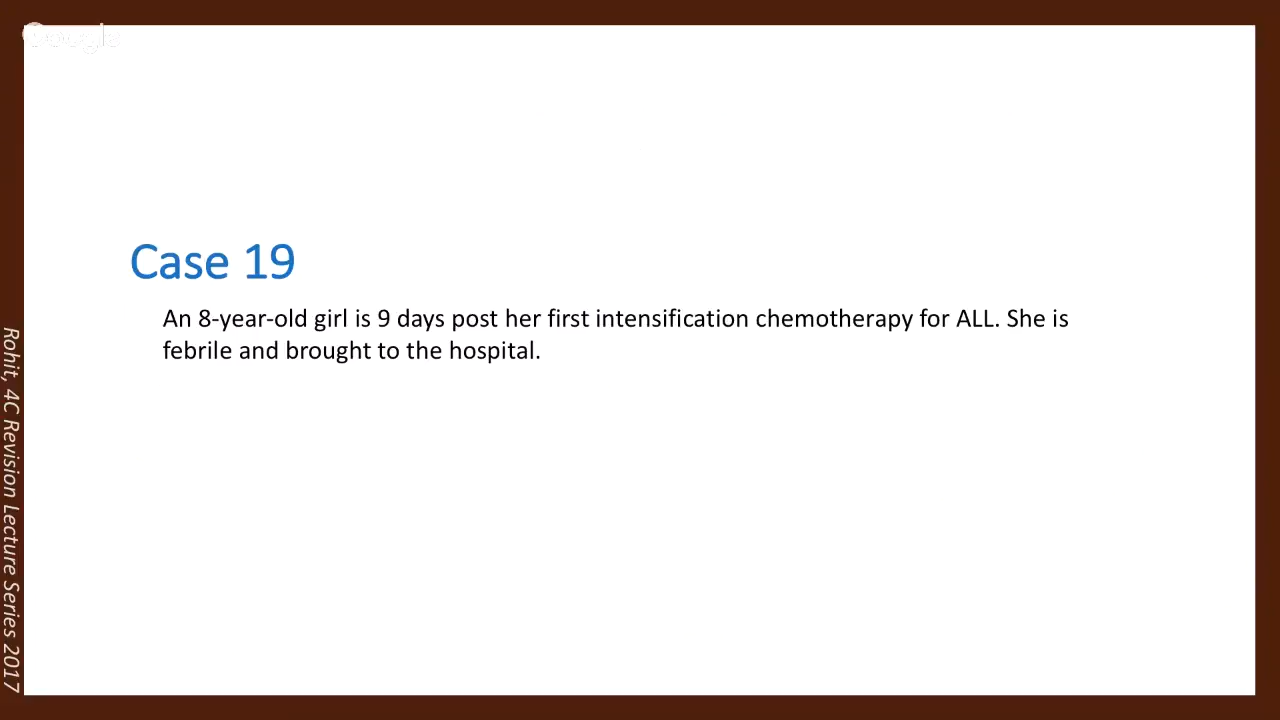 Google
Case 19
An 8-year-old girl is 9 days post her first intensification chemotherapy for ALL. She is
febrile and brought to the hospital.
Rohit, 4C Revision Lecture Series 2017